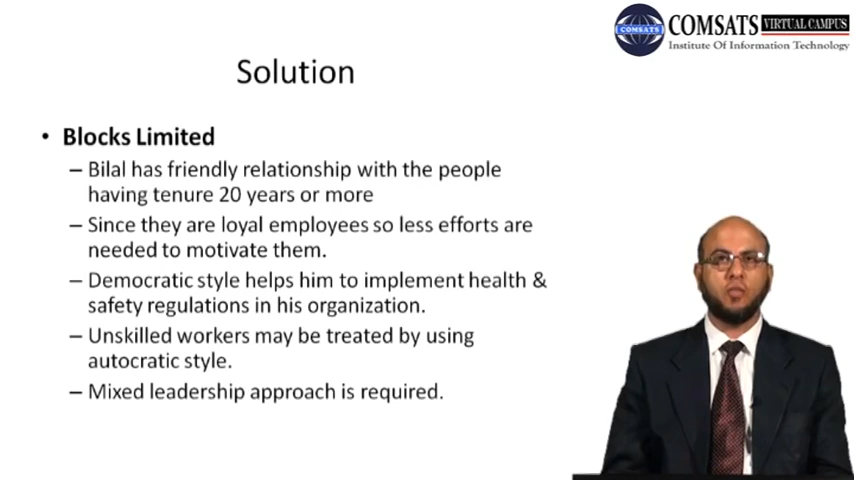 COMSATS VIRTUAL CAMPUS
COMSATS
Institute Of Information Technology
Solution
• Blocks Limited
– Bilal has friendly relationship with the people
having tenure 20 years or more
– Since they are loyal employees so less efforts are
needed to motivate them.
– Democratic style helps him to implement health &
safety regulations in his organization.
– Unskilled workers may be treated by using
autocratic style.
– Mixed leadership approach is required.